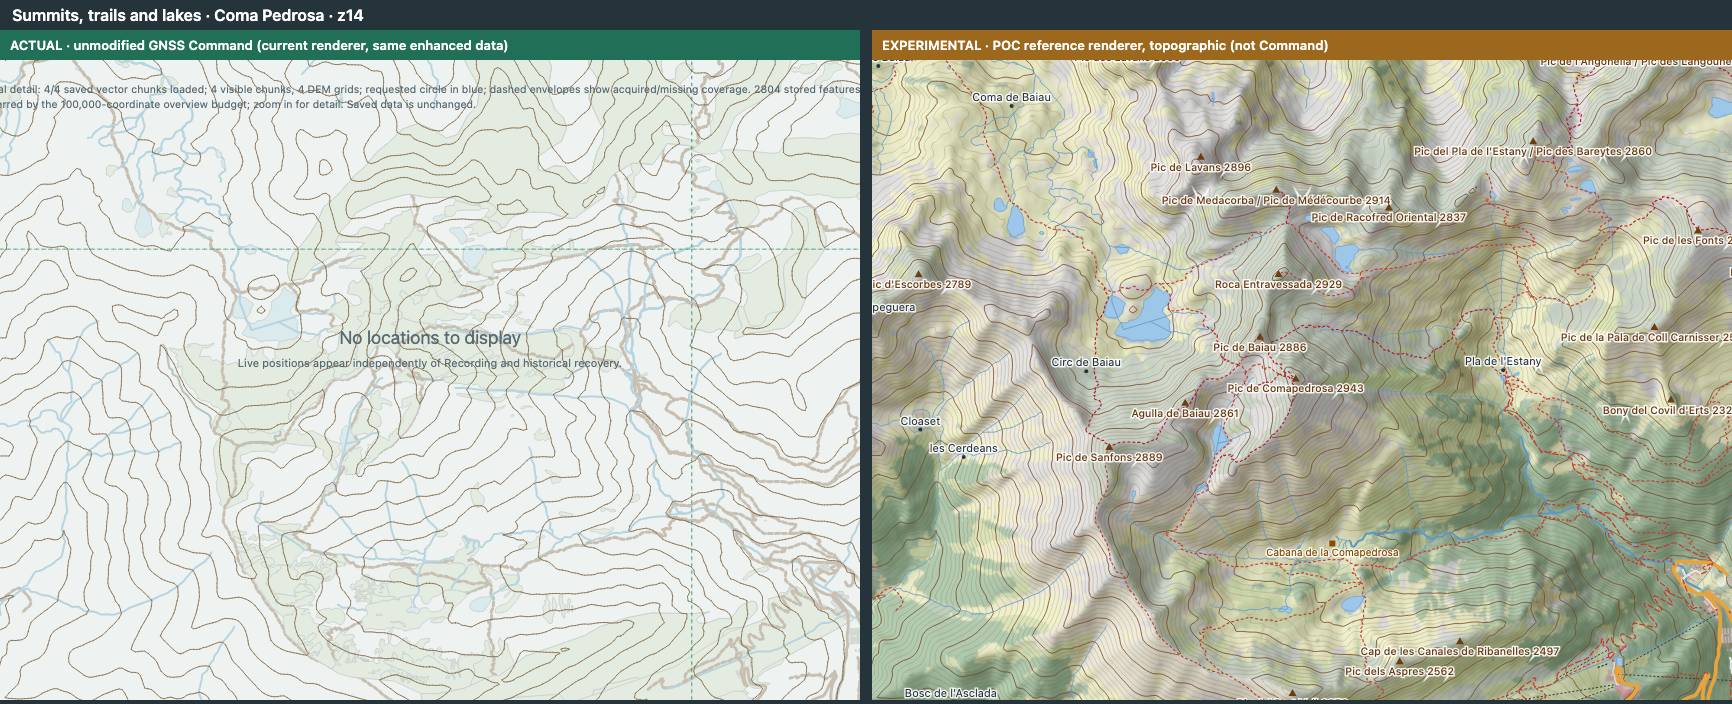 Summits, trails and lakes · Coma Pedrosa · z14
ACTUAL · unmodified GNSS Command (current renderer, same enhanced data)
al detail: 4/4 saved vector chunks loaded; 4 visible chunks, 4 DEM grids; requested circle in blue; dashed envelopes show acquired/missing coverage. 2804 stored features
rred by the 100,000-coordinate overview budget; zoom in for detail. Saved data is unchanged.
No locations to display
Live positions appear independently of Recording and historical recovery.
EXPERIMENTAL · POC reference renderer, topographic (not Command)
Pic de l'Angonella / Pic des Langoune
Coma de Baiau
Pic del Pla de l'Estany / Pic des Bareytes 2860
Pic de Lavans 2896
Pic de Medacorba / Pic de Médécourbe 2914
Pic de Racofred Oriental 2837
Pic de les Fonts 2
ic d'Escorbes 2789
Roca Entravessada 2929
peguera
Pic de la Pala de Coll Carnisser 25
Pic de Baiau 2886
Circ de Baiau
Pla de l'Estany
Pic de Comapedrosa 2943
Agulla de Baiau 2861
Bony del Covil d'Erts 232
Cloaset
les Cerdeans
Pic de Sanfons 2889
Cabana de la Comapedrosa
Cap de les Canales de Ribanelles 2497
Pic dels Aspres 2562
Bosc de l'Asclada